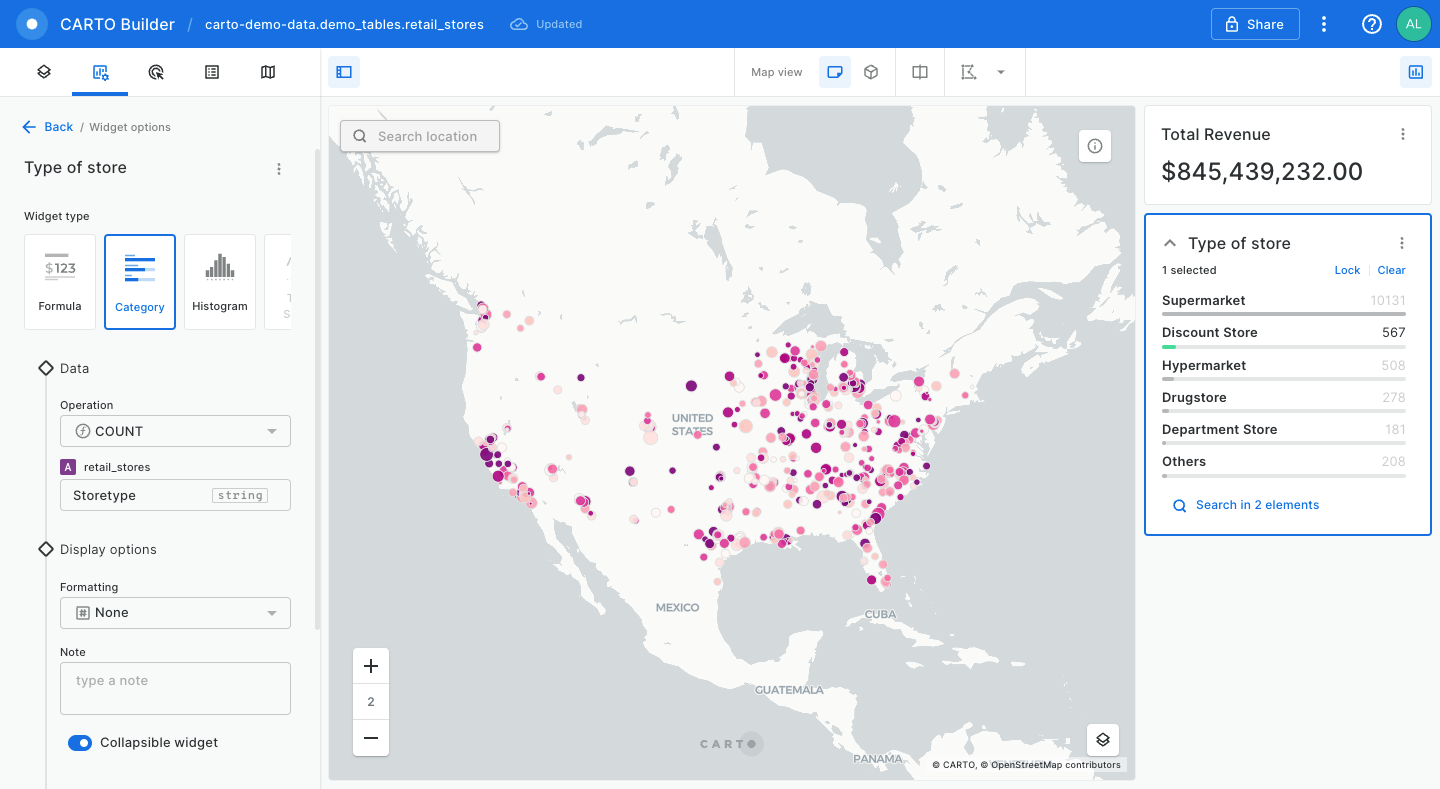 CARTO Builder / carto-demo-data.demo_tables.retail_stores Updated Share AL
Map view
Back / Widget options
Type of store
Widget type
$123
Formula
Category
Histogram
Data
Operation
COUNT
A retail_stores
Storetype string
Display options
Formatting
# None
Note
type a note
Collapsible widget
Search location
UNITED
STATES
MEXICO
CUBA
GUATEMALA
PANAMA
2
CARTO
© CARTO, © OpenStreetMap contributors
Total Revenue
$845,439,232.00
Type of store
1 selected Lock Clear
Supermarket 10131
Discount Store 567
Hypermarket 508
Drugstore 278
Department Store 181
Others 208
Search in 2 elements